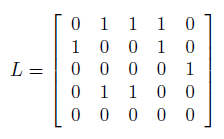 0 1 1 1 0
1 0 0 1 0
L = 0 0 0 0 1
0 1 1 0 0
0 0 0 0 0